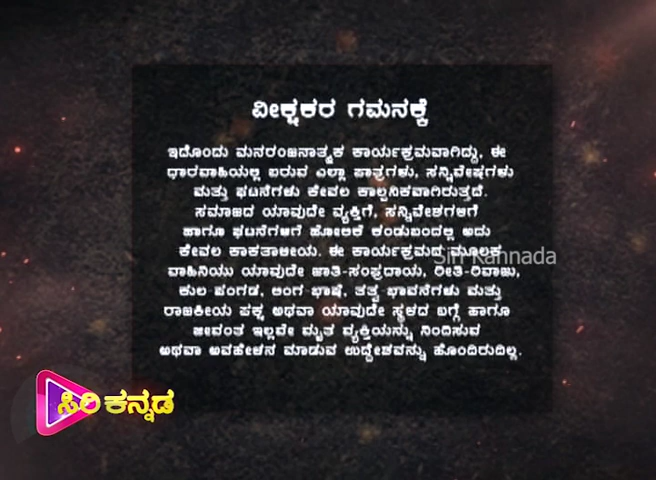 ವೀಕ್ಷಕರ ಗಮನಕ್ಕೆ
ಇದೊಂದು ಮನರಂಜನಾತ್ಮಕ ಕಾರ್ಯಕ್ರಮವಾಗಿದ್ದು, ಈ
ಧಾರವಾಹಿಯಲ್ಲಿ ಬರುವ ಎಲ್ಲಾ ಪಾತ್ರಗಳು, ಸನ್ನಿವೇಷಗಳು
ಮತ್ತು ಘಟನೆಗಳು ಕೇವಲ ಕಾಲ್ಪನಿಕವಾಗಿರುತ್ತದೆ.
ಸಮಾಜದ ಯಾವುದೇ ವ್ಯಕ್ತಿಗೆ, ಸನ್ನಿವೇಶಗಳಿಗೆ
ಹಾಗೂ ಘಟನೆಗಳಿಗೆ ಹೋಲಿಕೆ ಕಂಡುಬಂದಲ್ಲಿ ಅದು
ಕೇವಲ ಕಾಕತಾಳೀಯ. ಈ ಕಾರ್ಯಕ್ರಮದ ಮೂಲಕ
Siri Kannada
ವಾಹಿನಿಯು ಯಾವುದೇ ಜಾತಿ-ಸಂಪ್ರದಾಯ, ರೀತಿ-ರಿವಾಜು,
ಕುಲ-ಪಂಗಡ, ಲಿಂಗ-ಭಾಷೆ, ತತ್ವ-ಭಾವನೆಗಳು ಮತ್ತು
ರಾಜಕೀಯ ಪಕ್ಷ ಅಥವಾ ಯಾವುದೇ ಸ್ಥಳದ ಬಗ್ಗೆ ಹಾಗೂ
ಜೀವಂತ ಇಲ್ಲವೇ ಮೃತ ವ್ಯಕ್ತಿಯನ್ನು ನಿಂದಿಸುವ
ಅಥವಾ ಅವಹೇಳನ ಮಾಡುವ ಉದ್ದೇಶವನ್ನು ಹೊಂದಿರುದಿಲ್ಲ.
ಸಿರಿ ಕನ್ನಡ